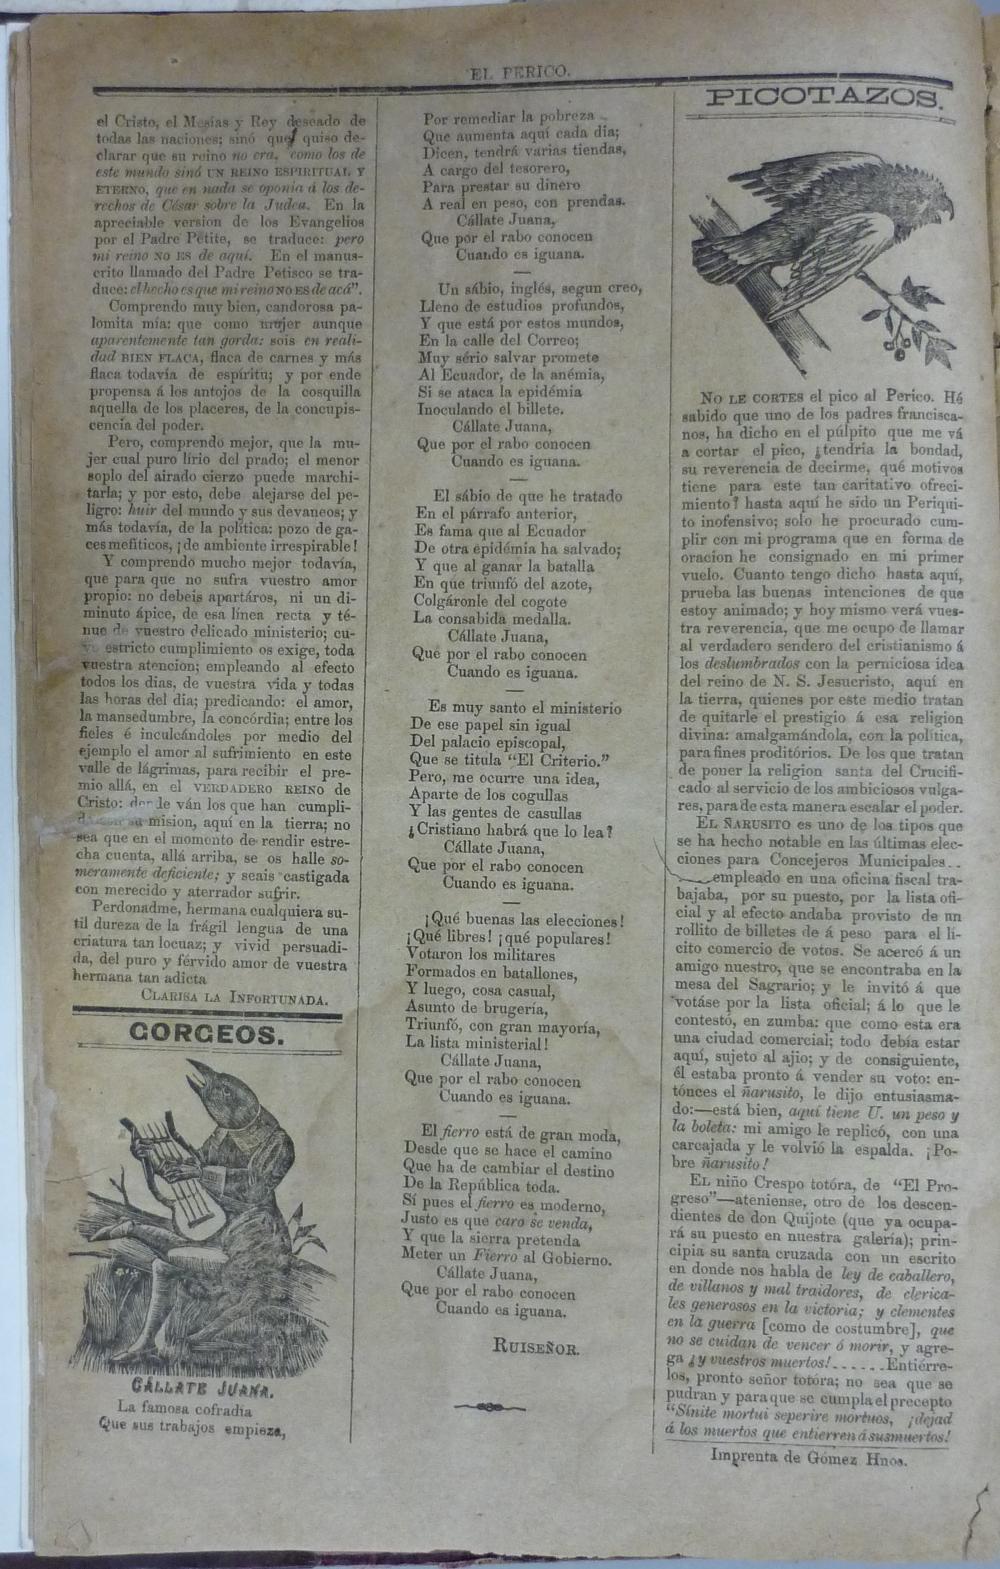 EL PERICO.
el Cristo, el Mesías y Rey deseado de
todas las naciones; sinó que quiso de-
clarar que su reino no era, como los de
este mundo sinó UN REINO ESPIRITUAL Y
ETERNO, que en nada se oponia á los de-
rechos de César sobre la Judea. En la
apreciable version de los Evangelios
por el Padre Petite, se traduce: pero
mi reino NO ES de aquí. En el manus-
crito llamado del Padre Petisco se tra-
duce: el hecho es que mi reino NO ES de acá".
Comprendo muy bien, candorosa pa-
lomita mia: que como mujer aunque
aparentemente tan gorda: sois en reali-
dad BIEN FLACA, flaca de carnes y más
flaca todavía de espíritu; y por ende
propensa á los antojos de la cosquilla
aquella de los placeres, de la concupis-
cencia del poder.
Pero, comprendo mejor, que la mu-
jer cual puro lirio del prado; el menor
soplo del airado cierzo puede marchi-
tarla; y por esto, debe alejarse del pe-
ligro: huir del mundo y sus devaneos; y
más todavía, de la política: pozo de ga-
ces mefíticos, ¡de ambiente irrespirable!
Y comprendo mucho mejor todavía,
que para que no sufra vuestro amor
propio: no debeis apartáros, ni un di-
minuto ápice, de esa línea recta y té-
nue de vuestro delicado ministerio; cu-
estricto cumplimiento os exige, toda
vuestra atencion; empleando al efecto
todos los dias, de vuestra vida y todas
las horas del dia; predicando: el amor,
la mansedumbre, la concórdia; entre los
fieles é inculcándoles por medio del
ejemplo el amor al sufrimiento en este
valle de lágrimas, para recibir el pre-
mio allá, en el VERDADERO REINO de
Cristo: donde ván los que han cumpli-
su mision, aquí en la tierra; no
sea que en el momento de rendir estre-
cha cuenta, allá arriba, se os halle so-
meramente deficiente; y seais castigada
con merecido y aterrador sufrir.
Perdonadme, hermana cualquiera su-
til dureza de la frágil lengua de una
criatura tan locuaz; y vivid persuadi-
da, del puro y férvido amor de vuestra
hermana tan adicta
CLARISA LA INFORTUNADA.
GORGEOS.
CÁLLATE JUANA.
La famosa cofradía
Que sus trabajos empieza,
Por remediar la pobreza
Que aumenta aquí cada dia;
Dicen, tendrá varias tiendas,
A cargo del tesorero,
Para prestar su dinero
A real en peso, con prendas.
Cállate Juana,
Que por el rabo conocen
Cuando es iguana.
Un sábio, inglés, segun creo,
Lleno de estudios profundos,
Y que está por estos mundos,
En la calle del Correo;
Muy sério salvar promete
Al Ecuador, de la anémia,
Si se ataca la epidémia
Inoculando el billete.
Cállate Juana,
Que por el rabo conocen
Cuando es iguana.
El sábio de que he tratado
En el párrafo anterior,
Es fama que al Ecuador
De otra epidémia ha salvado;
Y que al ganar la batalla
En que triunfó del azote,
Colgáronle del cogote
La consabida medalla.
Cállate Juana,
Que por el rabo conocen
Cuando es iguana.
Es muy santo el ministerio
De ese papel sin igual
Del palacio episcopal,
Que se titula "El Criterio."
Pero, me ocurre una idea,
Aparte de los cogullas
Y las gentes de casullas
¿Cristiano habrá que lo lea?
Cállate Juana,
Que por el rabo conocen
Cuando es iguana.
¡Qué buenas las elecciones!
¡Qué libres! ¡qué populares!
Votaron los militares
Formados en batallones,
Y luego, cosa casual,
Asunto de brugería,
Triunfó, con gran mayoría,
La lista ministerial!
Cállate Juana,
Que por el rabo conocen
Cuando es iguana.
El fierro está de gran moda,
Desde que se hace el camino
Que ha de cambiar el destino
De la República toda.
Sí pues el fierro es moderno,
Justo es que caro se venda,
Y que la sierra pretenda
Meter un Fierro al Gobierno.
Cállate Juana,
Que por el rabo conocen
Cuando es iguana.
RUISEÑOR.
PICOTAZOS.
NO LE CORTES el pico al Perico. Hé
sabido que uno de los padres francisca-
nos, ha dicho en el púlpito que me vá
a cortar el pico, ¿tendría la bondad,
su reverencia de decirme, qué motivos
tiene para este tan caritativo ofreci-
miento? hasta aquí he sido un Periqui-
to inofensivo; solo he procurado cum-
plir con mi programa que en forma de
oracion he consignado en mi primer
vuelo. Cuanto tengo dicho hasta aquí,
prueba las buenas intenciones de que
estoy animado; y hoy mismo verá vues-
tra reverencia, que me ocupo de llamar
al verdadero sendero del cristianismo á
los deslumbrados con la perniciosa idea
del reino de N. S. Jesucristo, aquí en
la tierra, quienes por este medio tratan
de quitarle el prestigio á esa religion
divina: amalgamándola, con la política,
para fines proditórios. De los que tratan
de poner la religion santa del Crucifi-
cado al servicio de los ambiciosos vulga-
res, para de esta manera escalar el poder.
EL ÑARUSITO es uno de los tipos que
se ha hecho notable en las últimas elec-
ciones para Concejeros Municipales..
empleado en una oficina fiscal tra-
bajaba, por su puesto, por la lista ofi-
cial y al efecto andaba provisto de un
rollito de billetes de á peso para el lí-
cito comercio de votos. Se acercó á un
amigo nuestro, que se encontraba en la
mesa del Sagrario; y le invitó á que
votáse por la lista oficial; á lo que le
contestó, en zumba: que como esta era
una ciudad comercial; todo debía estar
aquí, sujeto al ajio; y de consiguiente,
él estaba pronto á vender su voto: en-
tónces el ñarusito, le dijo entusiasma-
do:—está bien, aquí tiene U. un peso y
la boleta: mi amigo le replicó, con una
carcajada y le volvió la espalda. ¡Po-
bre ñarusito!
EL niño Crespo totóra, de "El Pro-
greso"—ateniense, otro de los descen-
dientes de don Quijote (que ya ocupa-
rá su puesto en nuestra galería); prin-
cipia su santa cruzada con un escrito
en donde nos habla de ley de caballero,
de villanos y mal traidores, de clerica-
les generosos en la victoria; y clementes
en la guerra [como de costumbre], que
no se cuidan de vencer ó morir, y agre-
ga ¿y vuestros muertos!......Entiérre-
los, pronto señor totóra; no sea que se
pudran y para que se cumpla el precepto
"Sínite mortui seperire mortuos, ¡dejad
á los muertos que entierren á sus muertos!
Imprenta de Gómez Hnos.